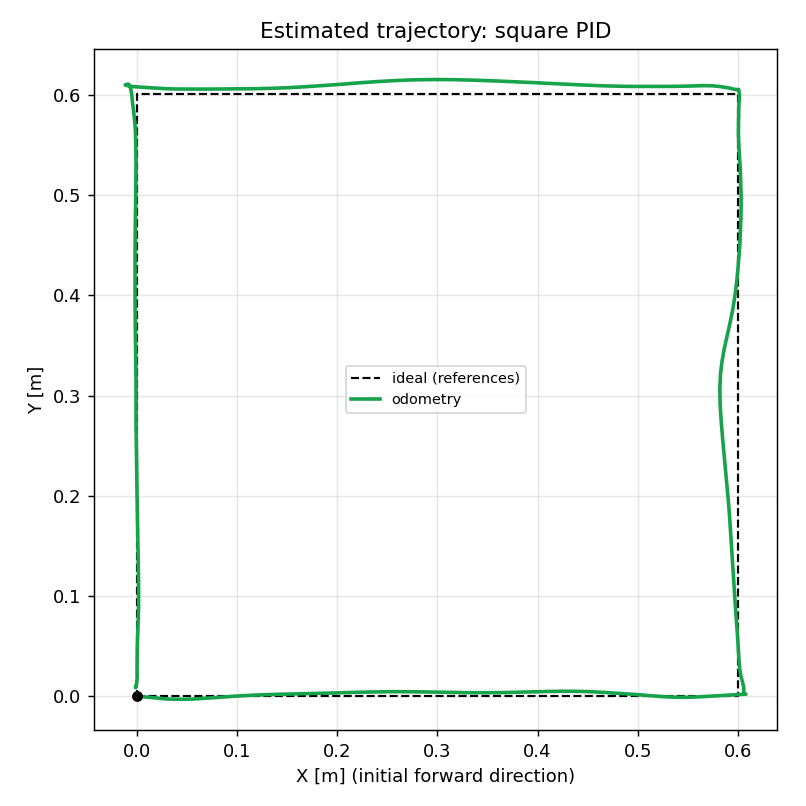 Estimated trajectory: square PID
0.6
0.5
0.4
0.3
0.2
0.1
0.0
Y [m]
ideal (references)
odometry
0.0 0.1 0.2 0.3 0.4 0.5 0.6
X [m] (initial forward direction)